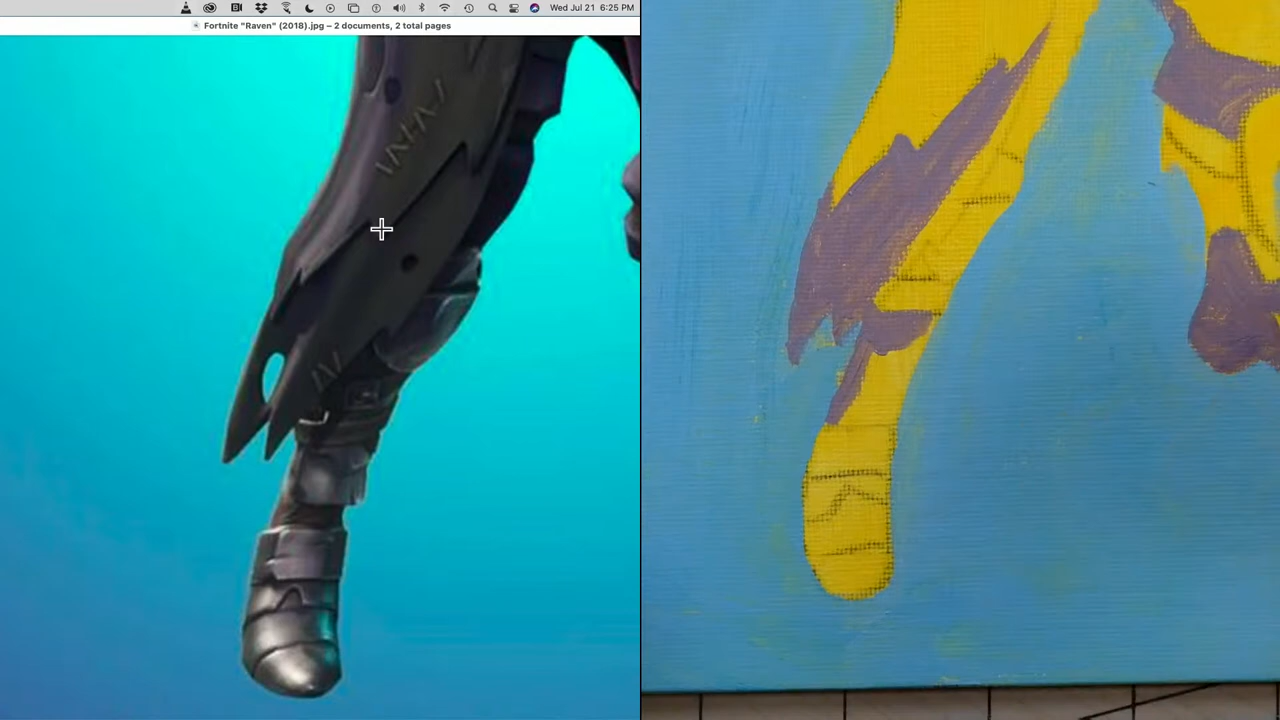 Wed Jul 21 6:25 PM
Fortnite "Raven" (2018).jpg – 2 documents, 2 total pages